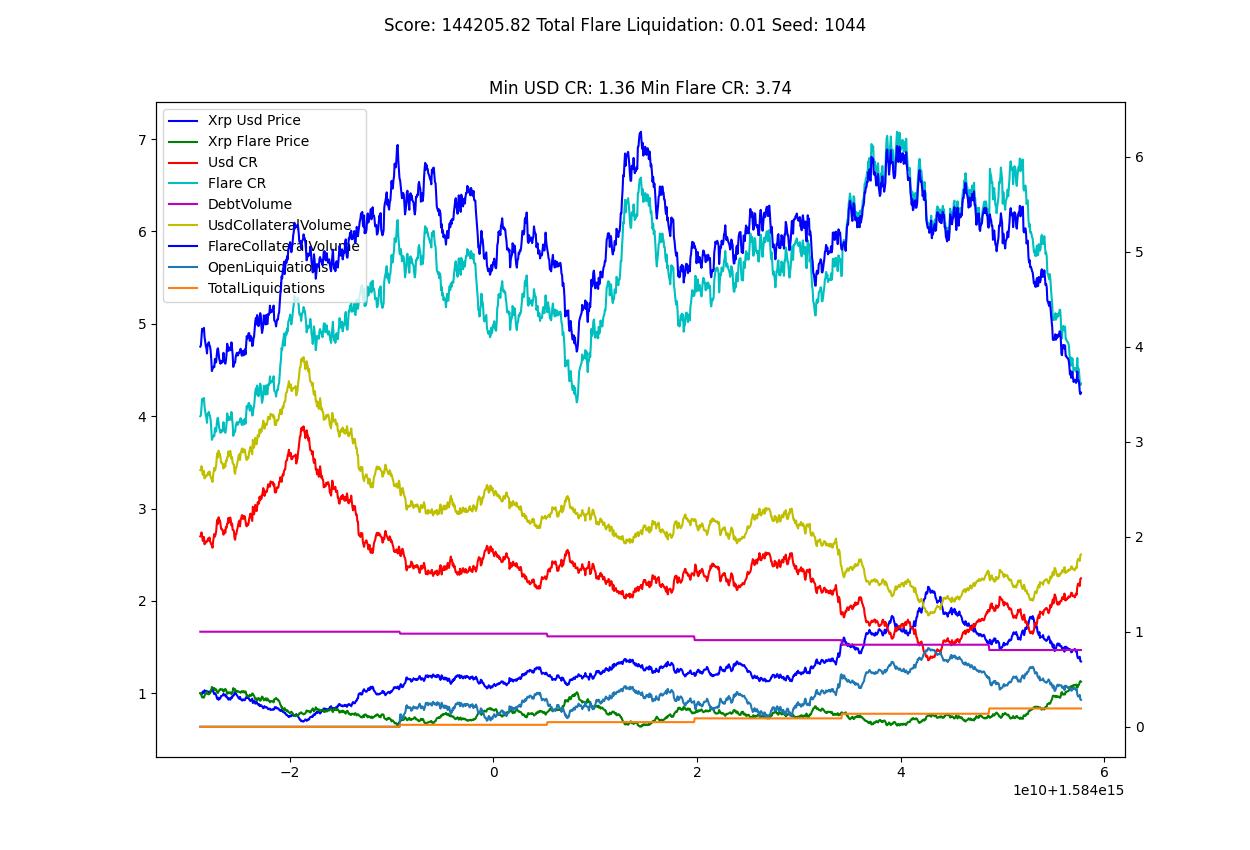 Score: 144205.82 Total Flare Liquidation: 0.01 Seed: 1044
Min USD CR: 1.36 Min Flare CR: 3.74
Xrp Usd Price
Xrp Flare Price
Usd CR
Flare CR
DebtVolume
UsdCollateralVolume
FlareCollateralVolume
OpenLiquidations
TotalLiquidations
7
6
5
4
3
2
1
6
5
4
3
2
1
0
−2
0
2
4
6
1e10+1.584e15